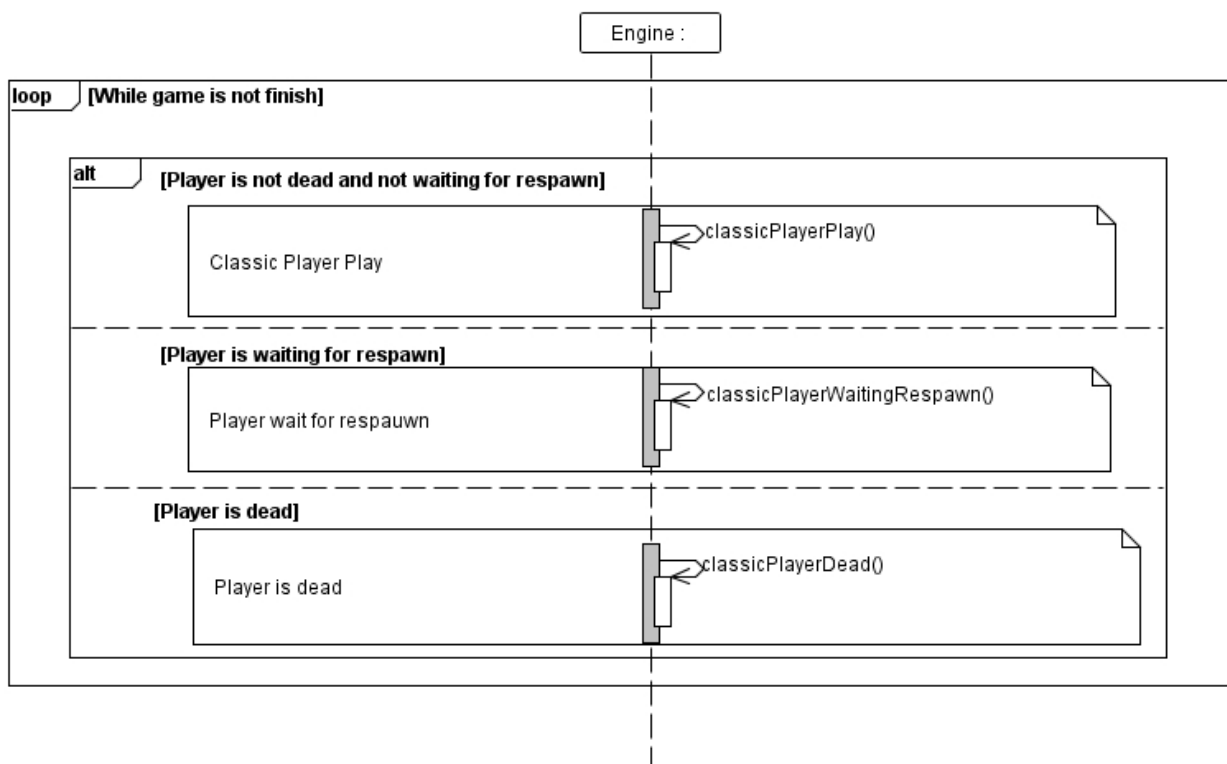 Engine :
loop [While game is not finish]
alt [Player is not dead and not waiting for respawn]
classicPlayerPlay()
Classic Player Play
[Player is waiting for respawn]
classicPlayerWaitingRespawn()
Player wait for respauwn
[Player is dead]
classicPlayerDead()
Player is dead